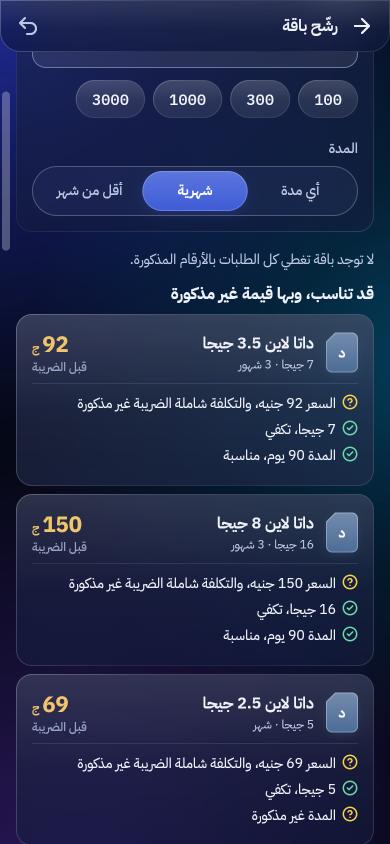 رشّح باقة
100
300
1000
3000
المدة
أي مدة
شهرية
أقل من شهر
لا توجد باقة تغطي كل الطلبات بالأرقام المذكورة.
قد تناسب، وبها قيمة غير مذكورة
د
داتا لاين 3.5 جيجا
7 جيجا · 3 شهور
92 ج
قبل الضريبة
السعر 92 جنيه، والتكلفة شاملة الضريبة غير مذكورة
7 جيجا، تكفي
المدة 90 يوم، مناسبة
د
داتا لاين 8 جيجا
16 جيجا · 3 شهور
150 ج
قبل الضريبة
السعر 150 جنيه، والتكلفة شاملة الضريبة غير مذكورة
16 جيجا، تكفي
المدة 90 يوم، مناسبة
د
داتا لاين 2.5 جيجا
5 جيجا · شهر
69 ج
قبل الضريبة
السعر 69 جنيه، والتكلفة شاملة الضريبة غير مذكورة
5 جيجا، تكفي
المدة غير مذكورة